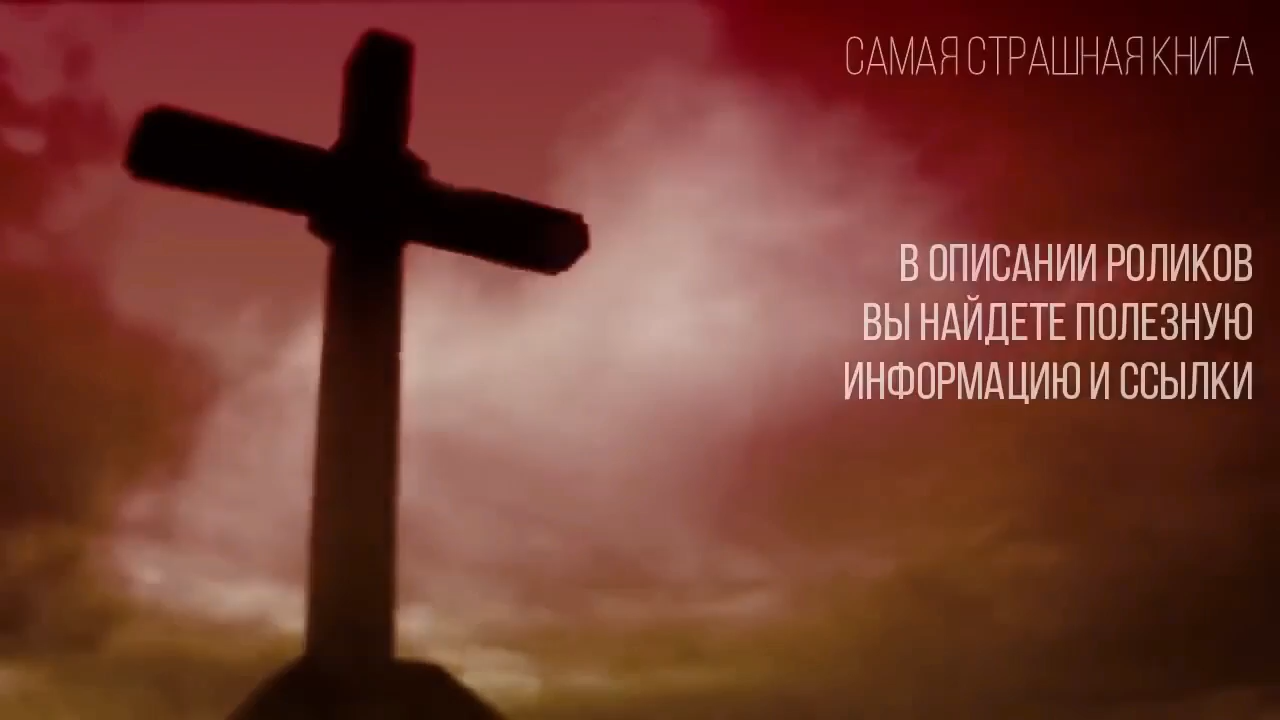 САМАЯ СТРАШНАЯ КНИГА
В ОПИСАНИИ РОЛИКОВ
ВЫ НАЙДЕТЕ ПОЛЕЗНУЮ
ИНФОРМАЦИЮ И ССЫЛКИ